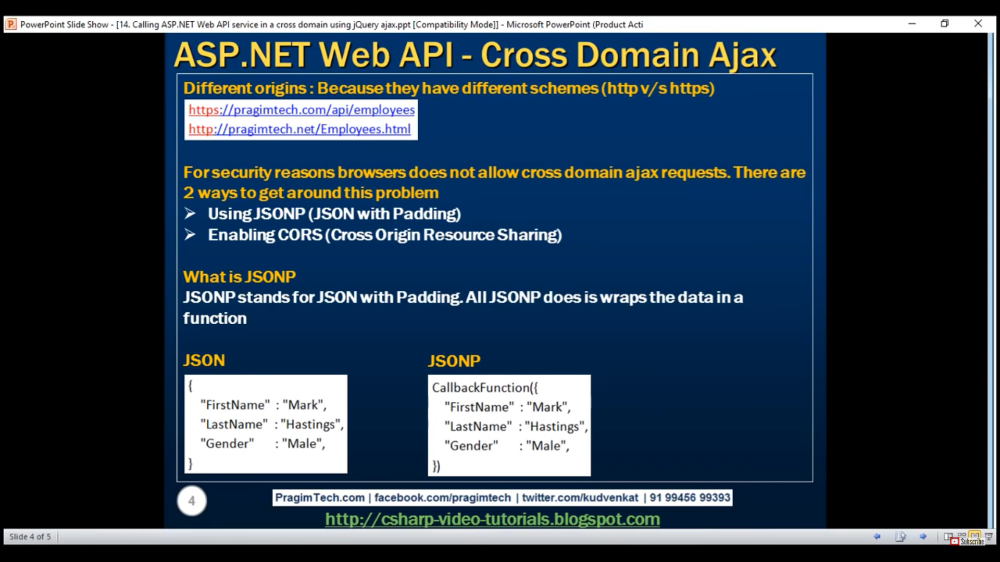 PowerPoint Slide Show - [14. Calling ASP.NET Web API service in a cross domain using jQuery ajax.ppt [Compatibility Mode]] - Microsoft PowerPoint (Product Acti
ASP.NET Web API - Cross Domain Ajax
Different origins : Because they have different schemes (http v/s https)
https://pragimtech.com/api/employees
http://pragimtech.net/Employees.html
For security reasons browsers does not allow cross domain ajax requests. There are
2 ways to get around this problem
➢ Using JSONP (JSON with Padding)
➢ Enabling CORS (Cross Origin Resource Sharing)
What is JSONP
JSONP stands for JSON with Padding. All JSONP does is wraps the data in a
function
JSON
{
"FirstName" : "Mark",
"LastName" : "Hastings",
"Gender" : "Male",
}
JSONP
CallbackFunction({
"FirstName" : "Mark",
"LastName" : "Hastings",
"Gender" : "Male",
})
4
PragimTech.com | facebook.com/pragimtech | twitter.com/kudvenkat | 91 99456 99393
http://csharp-video-tutorials.blogspot.com
Slide 4 of 5
Subscribe